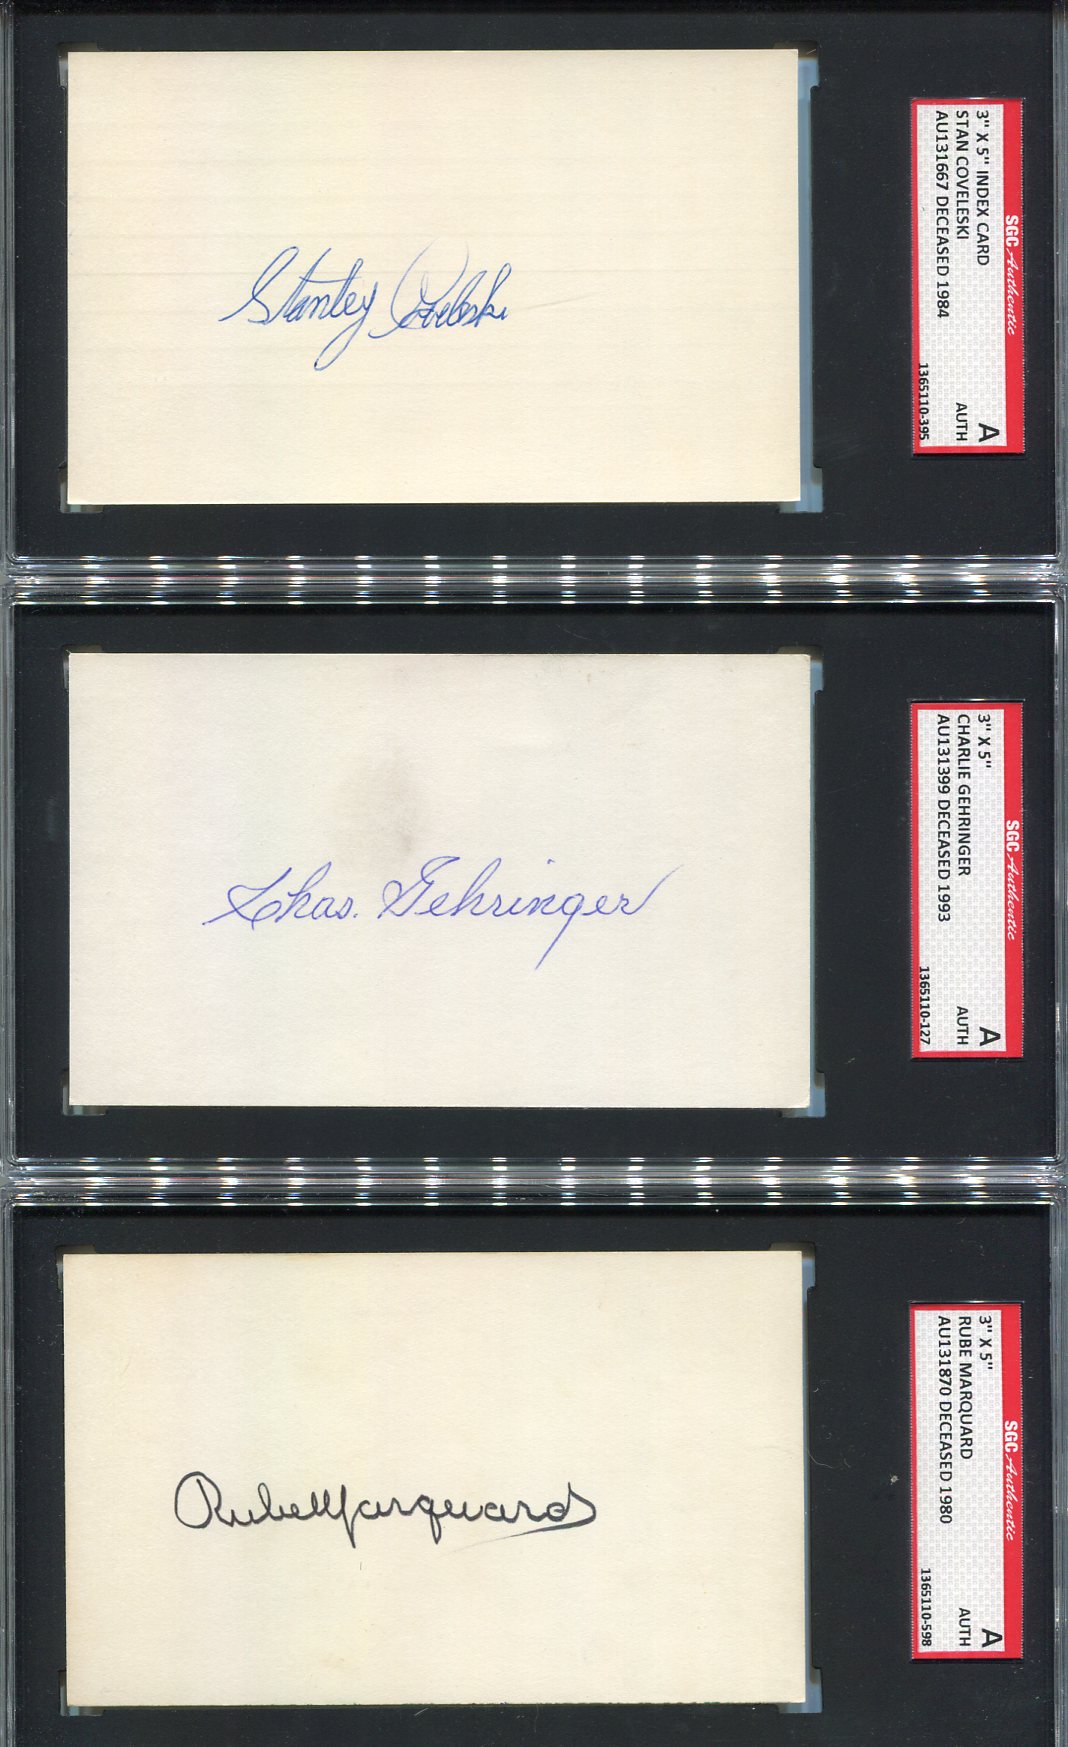 Stanley Coveleski
SGC Authentic
3" X 5" INDEX CARD
STAN COVELESKI
AU131667 DECEASED 1984
A
AUTH
1365110-395
Chas. Gehringer
SGC Authentic
3" X 5"
CHARLIE GEHRINGER
AU131399 DECEASED 1993
A
AUTH
1365110-127
Rube Marquard
SGC Authentic
3" X 5"
RUBE MARQUARD
AU131870 DECEASED 1980
A
AUTH
1365110-598